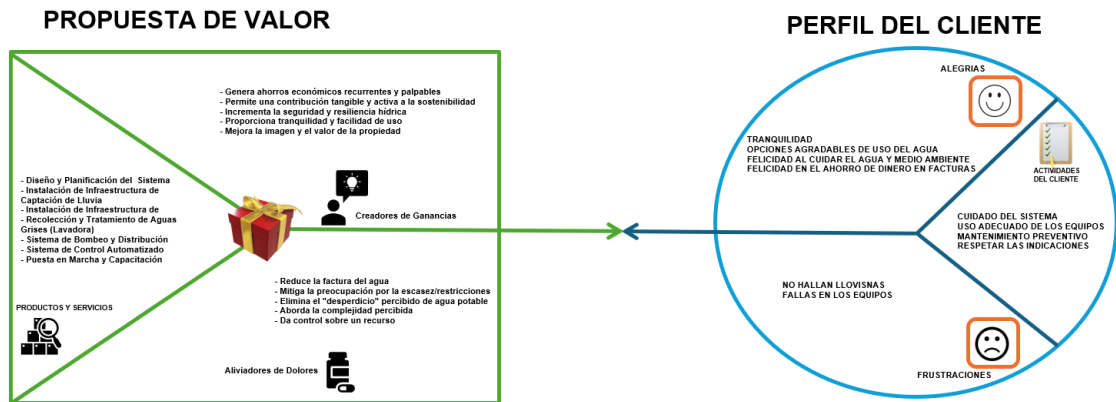 PROPUESTA DE VALOR
- Genera ahorros económicos recurrentes y palpables
- Permite una contribución tangible y activa a la sostenibilidad
- Incrementa la seguridad y resiliencia hídrica
- Proporciona tranquilidad y facilidad de uso
- Mejora la imagen y el valor de la propiedad
Creadores de Ganancias
- Diseño y Planificación del Sistema
- Instalación de Infraestructura de
Captación de Lluvia
- Instalación de Infraestructura de
- Recolección y Tratamiento de Aguas
Grises (Lavadora)
- Sistema de Bombeo y Distribución
- Sistema de Control Automatizado
- Puesta en Marcha y Capacitación
PRODUCTOS Y SERVICIOS
- Reduce la factura del agua
- Mitiga la preocupación por la escasez/restricciones
- Elimina el "desperdicio" percibido de agua potable
- Aborda la complejidad percibida
- Da control sobre un recurso
Aliviadores de Dolores
PERFIL DEL CLIENTE
ALEGRIAS
TRANQUILIDAD
OPCIONES AGRADABLES DE USO DEL AGUA
FELICIDAD AL CUIDAR EL AGUA Y MEDIO AMBIENTE
FELICIDAD EN EL AHORRO DE DINERO EN FACTURAS
ACTIVIDADES
DEL CLIENTE
CUIDADO DEL SISTEMA
USO ADECUADO DE LOS EQUIPOS
MANTENIMIENTO PREVENTIVO
RESPETAR LAS INDICACIONES
NO HALLAN LLOVISNAS
FALLAS EN LOS EQUIPOS
FRUSTRACIONES